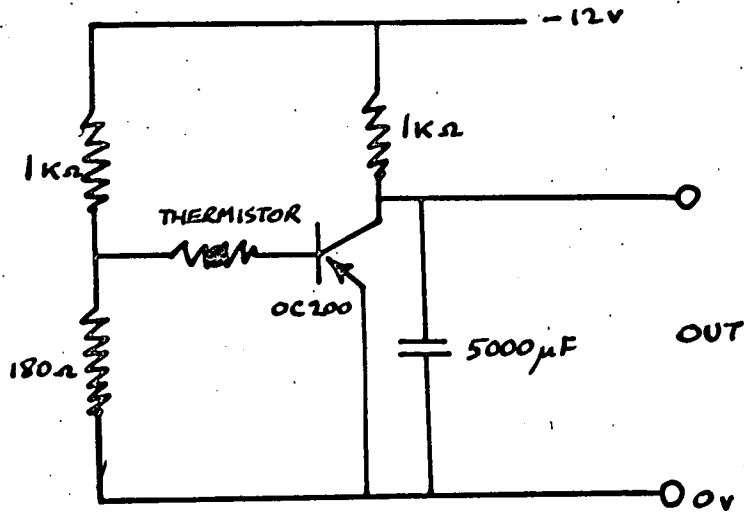 -12V
1KΩ
1KΩ
THERMISTOR
OC200
5000µF
OUT
180Ω
0V